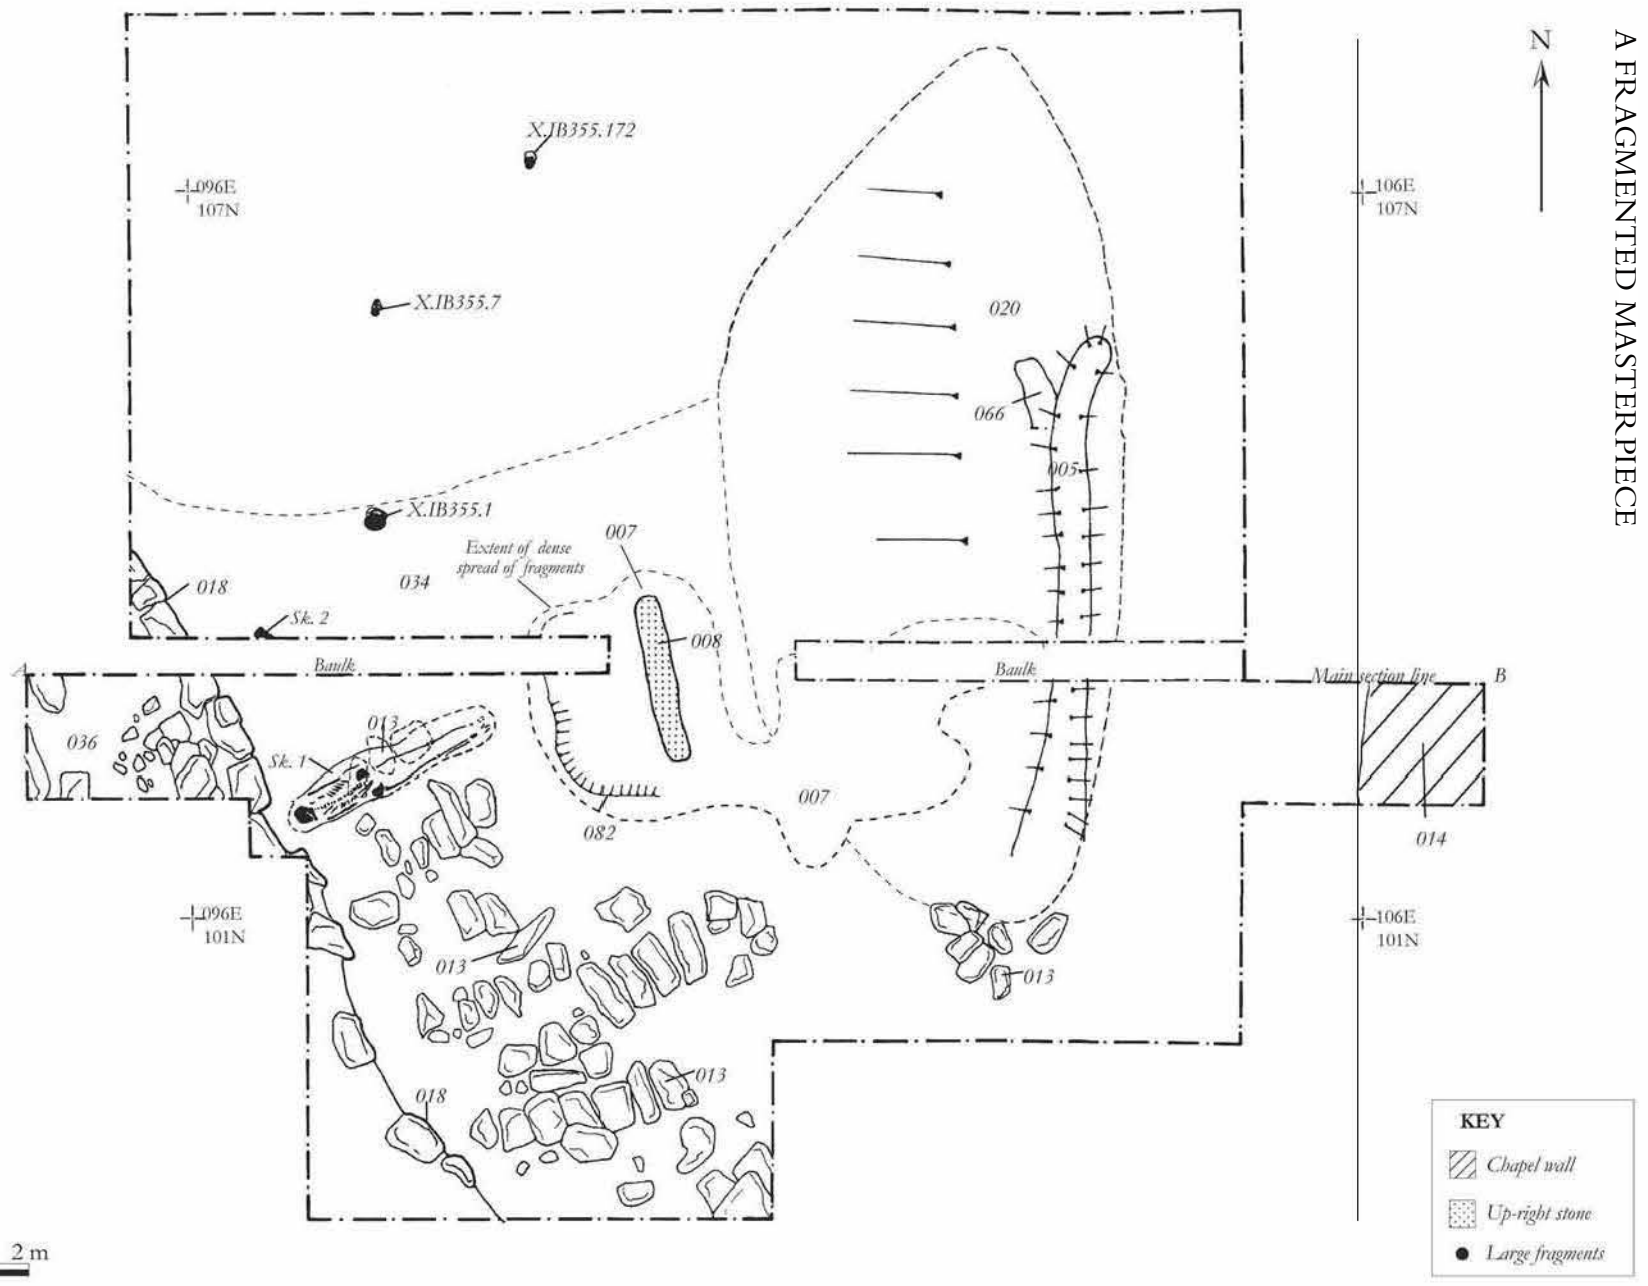 A FRAGMENTED MASTERPIECE
N
X.IB355.172
096E
107N
106E
107N
X.IB355.7
020
066
005
X.IB355.1
007
Extent of dense
spread of fragments
034
018
Sk. 2
008
A
Baulk
Baulk
Main section line
B
036
013
Sk. 1
007
082
014
096E
101N
106E
101N
013
013
013
018
KEY
Chapel wall
Up-right stone
Large fragments
2 m